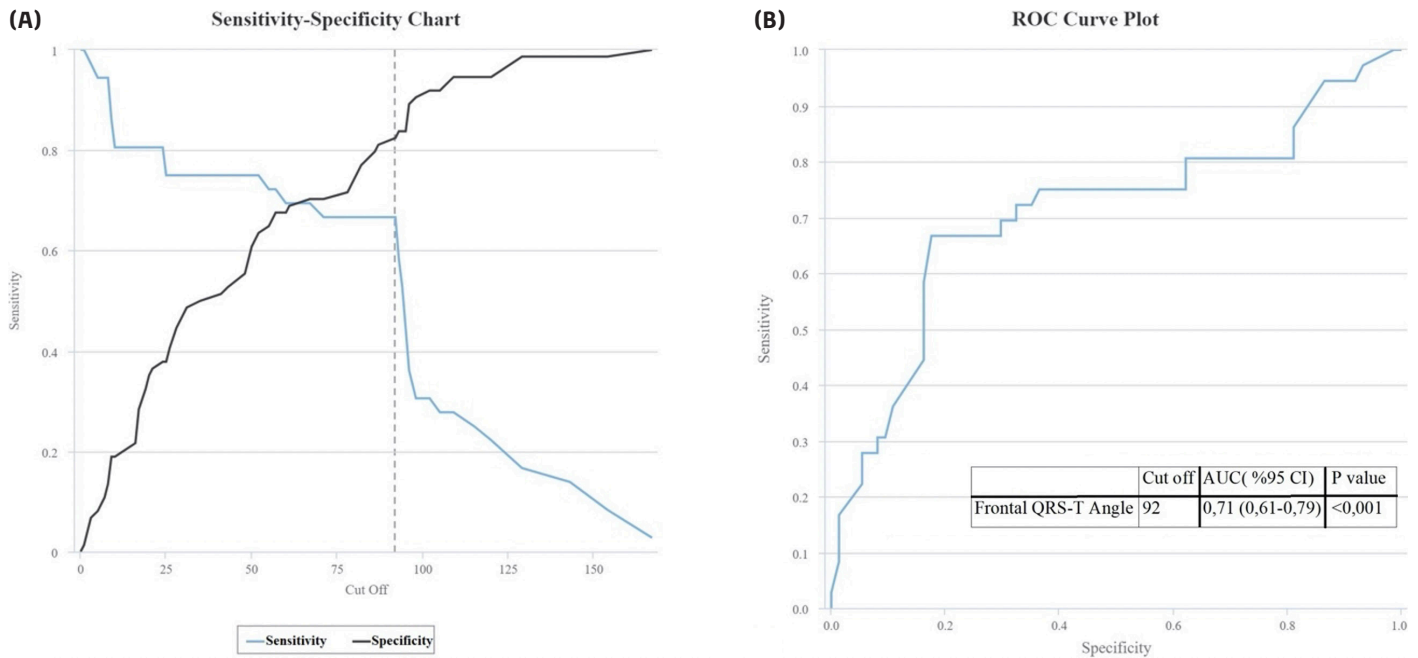 (A)
Sensitivity-Specificity Chart
1
0.8
0.6
0.4
0.2
0
Sensitivity
0 25 50 75 100 125 150
Cut Off
Sensitivity Specificity
(B)
ROC Curve Plot
1.0
0.9
0.8
0.7
0.6
0.5
0.4
0.3
0.2
0.1
0.0
Sensitivity
Cut off AUC( %95 CI) P value
Frontal QRS-T Angle 92 0,71 (0,61-0,79) <0,001
0.0 0.2 0.4 0.6 0.8 1.0
Specificity